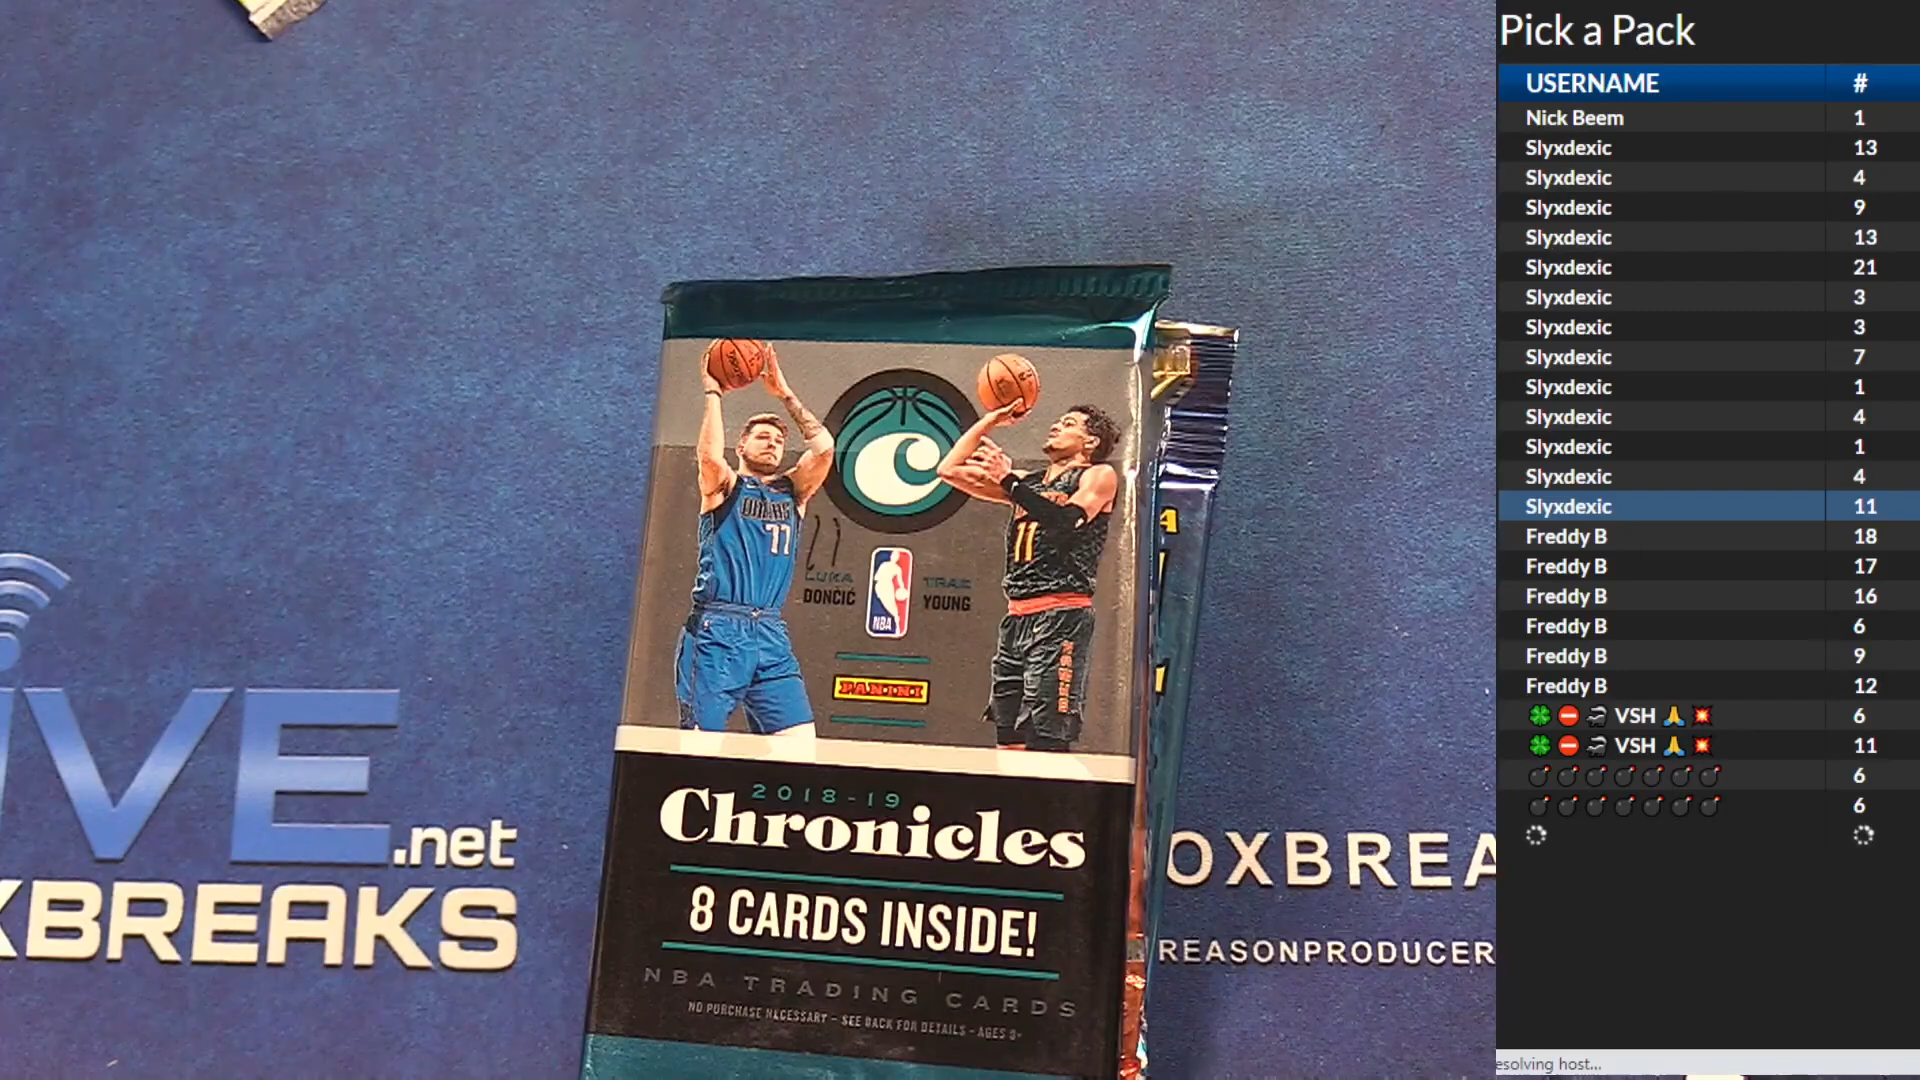 Pick a Pack
USERNAME #
Nick Beem 1
Slyxdexic 13
Slyxdexic 4
Slyxdexic 9
Slyxdexic 13
Slyxdexic 21
Slyxdexic 3
Slyxdexic 3
Slyxdexic 7
Slyxdexic 1
Slyxdexic 4
Slyxdexic 1
Slyxdexic 4
Slyxdexic 11
Freddy B 18
Freddy B 17
Freddy B 16
Freddy B 6
Freddy B 9
Freddy B 12
🍀 ⛔ VSH 🙏 💥 6
🍀 ⛔ VSH 🙏 💥 11
💣 💣 💣 💣 💣 💣 💣 6
💣 💣 💣 💣 💣 💣 💣 6
esolving host...
77
11
LUKA
DONČIĆ
TRAE
YOUNG
NBA
PANINI
2018-19
Chronicles
8 CARDS INSIDE!
NBA TRADING CARDS
NO PURCHASE NECESSARY - SEE BACK FOR DETAILS - AGES 9+
IVE
.net
XBREAKS
OXBREA
REASONPRODUCER